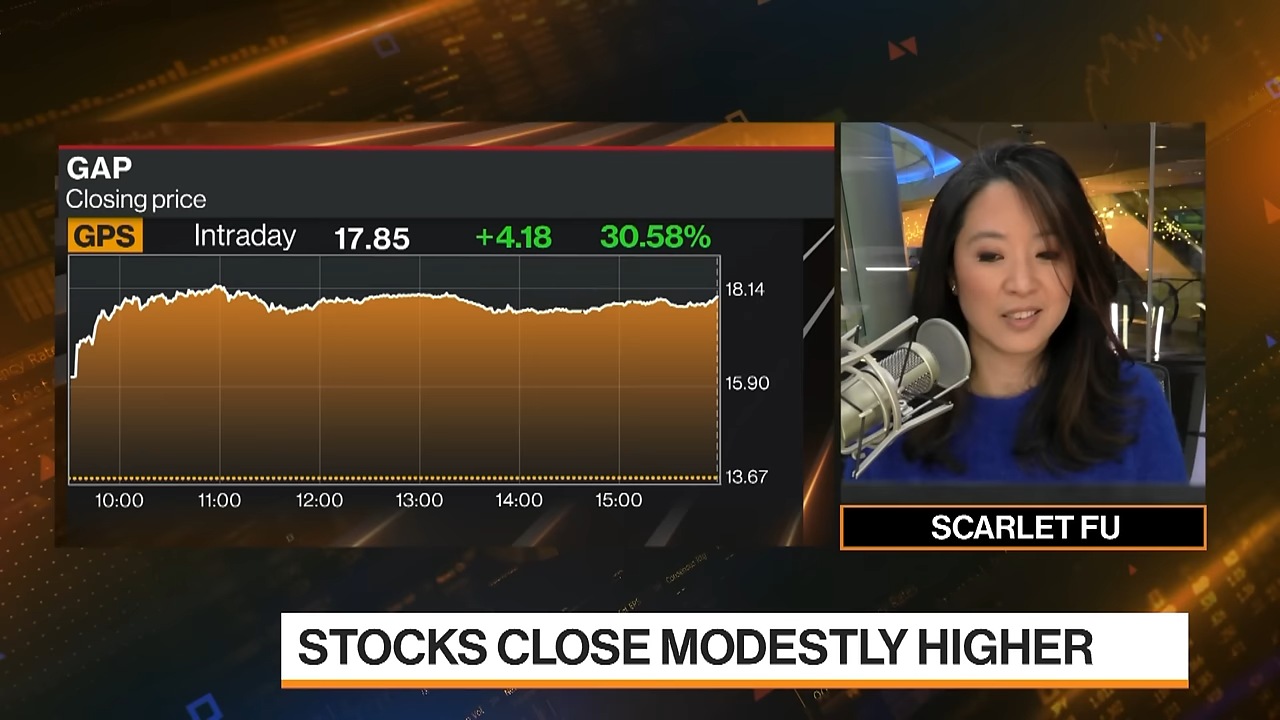 GAP
Closing price
GPS Intraday 17.85 +4.18 30.58%
18.14
15.90
13.67
10:00 11:00 12:00 13:00 14:00 15:00
SCARLET FU
STOCKS CLOSE MODESTLY HIGHER